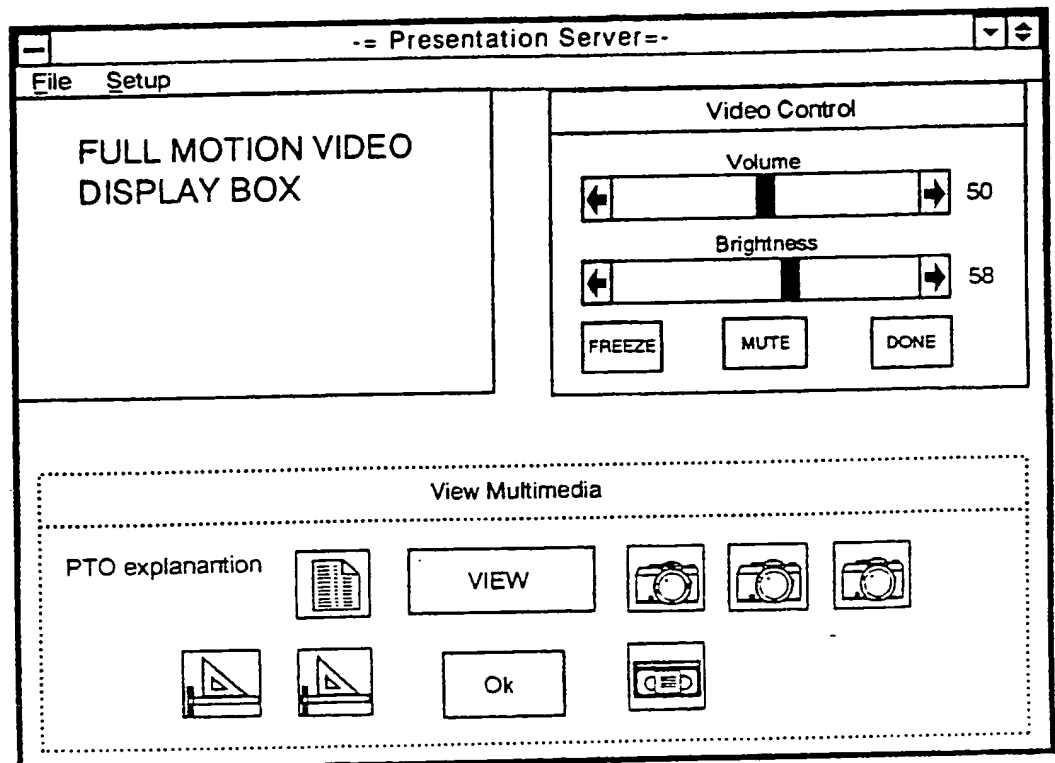 -= Presentation Server=-
File Setup
FULL MOTION VIDEO
DISPLAY BOX
Video Control
Volume
50
Brightness
58
FREEZE MUTE DONE
View Multimedia
PTO explanantion
VIEW
Ok